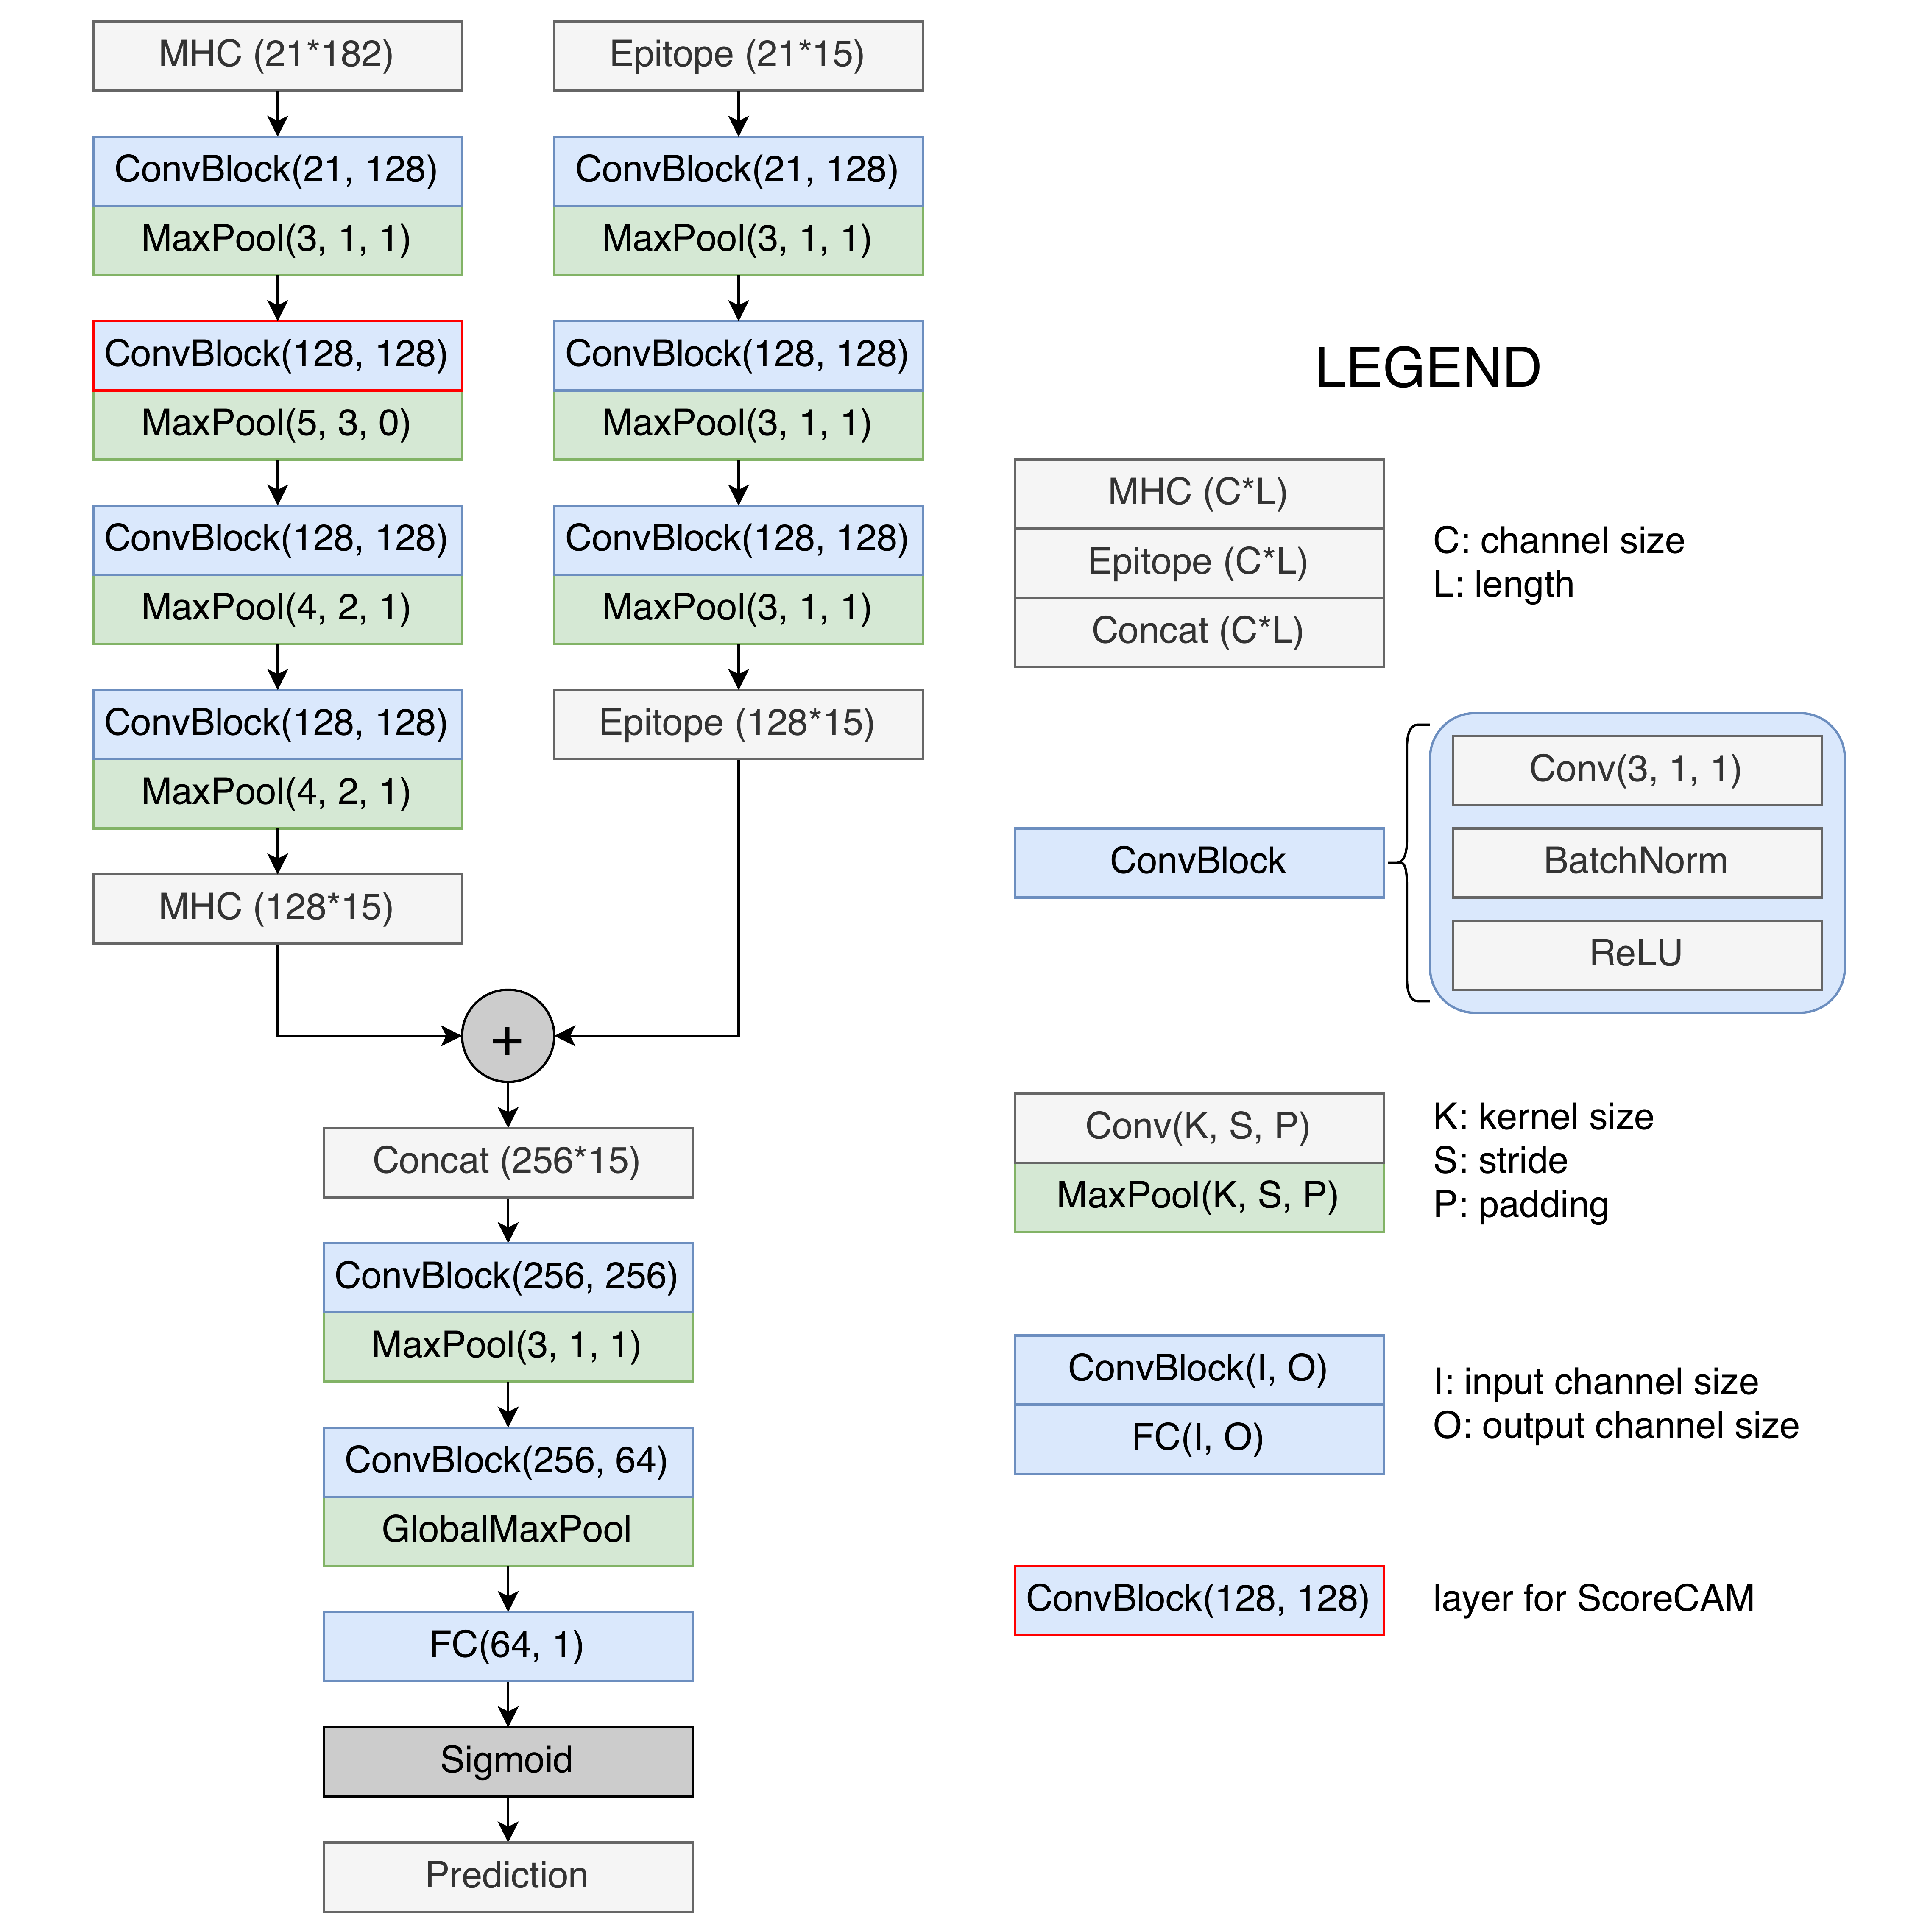 MHC (21*182)
ConvBlock(21, 128)
MaxPool(3, 1, 1)
ConvBlock(128, 128)
MaxPool(5, 3, 0)
ConvBlock(128, 128)
MaxPool(4, 2, 1)
ConvBlock(128, 128)
MaxPool(4, 2, 1)
MHC (128*15)
Epitope (21*15)
ConvBlock(21, 128)
MaxPool(3, 1, 1)
ConvBlock(128, 128)
MaxPool(3, 1, 1)
ConvBlock(128, 128)
MaxPool(3, 1, 1)
Epitope (128*15)
+
Concat (256*15)
ConvBlock(256, 256)
MaxPool(3, 1, 1)
ConvBlock(256, 64)
GlobalMaxPool
FC(64, 1)
Sigmoid
Prediction
LEGEND
MHC (C*L)
Epitope (C*L)
Concat (C*L)
C: channel size
L: length
ConvBlock
Conv(3, 1, 1)
BatchNorm
ReLU
Conv(K, S, P)
MaxPool(K, S, P)
K: kernel size
S: stride
P: padding
ConvBlock(I, O)
FC(I, O)
I: input channel size
O: output channel size
ConvBlock(128, 128)
layer for ScoreCAM